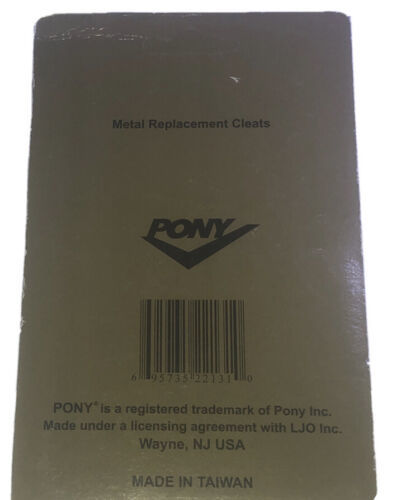 Metal Replacement Cleats
PONY
6 95735 22131 0
PONY® is a registered trademark of Pony Inc.
Made under a licensing agreement with LJO Inc.
Wayne, NJ USA
MADE IN TAIWAN